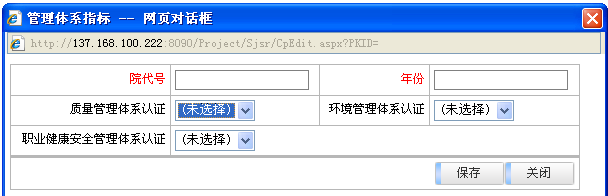 管理体系指标 -- 网页对话框
http://137.168.100.222:8090/Project/Sjsr/CpEdit.aspx?PKID=
院代号 年份
质量管理体系认证 (未选择) 环境管理体系认证 (未选择)
职业健康安全管理体系认证 (未选择)
保存 关闭